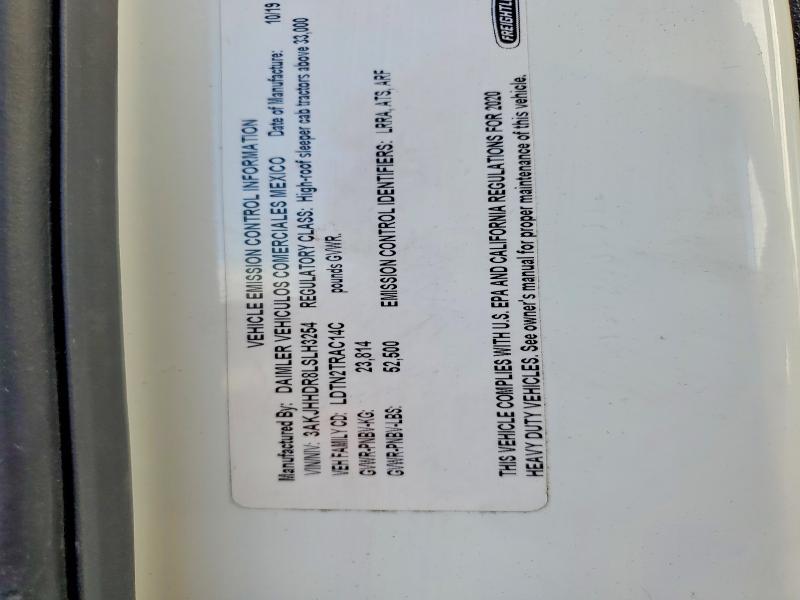 FREIGHTL
VEHICLE EMISSION CONTROL INFORMATION
Manufactured By: DAIMLER VEHICULOS COMERCIALES MEXICO Date of Manufacture: 10/19
VIN/NIV: 3AKJHHDR8LSLH3254 REGULATORY CLASS: High-roof sleeper cab tractors above 33,000
VEH FAMILY CD: LDTN2TRAC14C pounds GVWR.
GVWR-PNBV-KG: 23,814
GVWR-PNBV-LBS: 52,500 EMISSION CONTROL IDENTIFIERS: LRRA, ATS, ARF
THIS VEHICLE COMPLIES WITH U.S. EPA AND CALIFORNIA REGULATIONS FOR 2020
HEAVY DUTY VEHICLES. See owner's manual for proper maintenance of this vehicle.